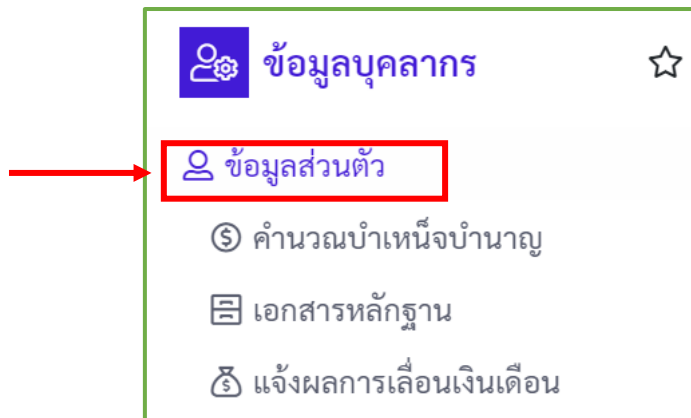 ข้อมูลบุคลากร
ข้อมูลส่วนตัว
คำนวณบำเหน็จบำนาญ
เอกสารหลักฐาน
แจ้งผลการเลื่อนเงินเดือน